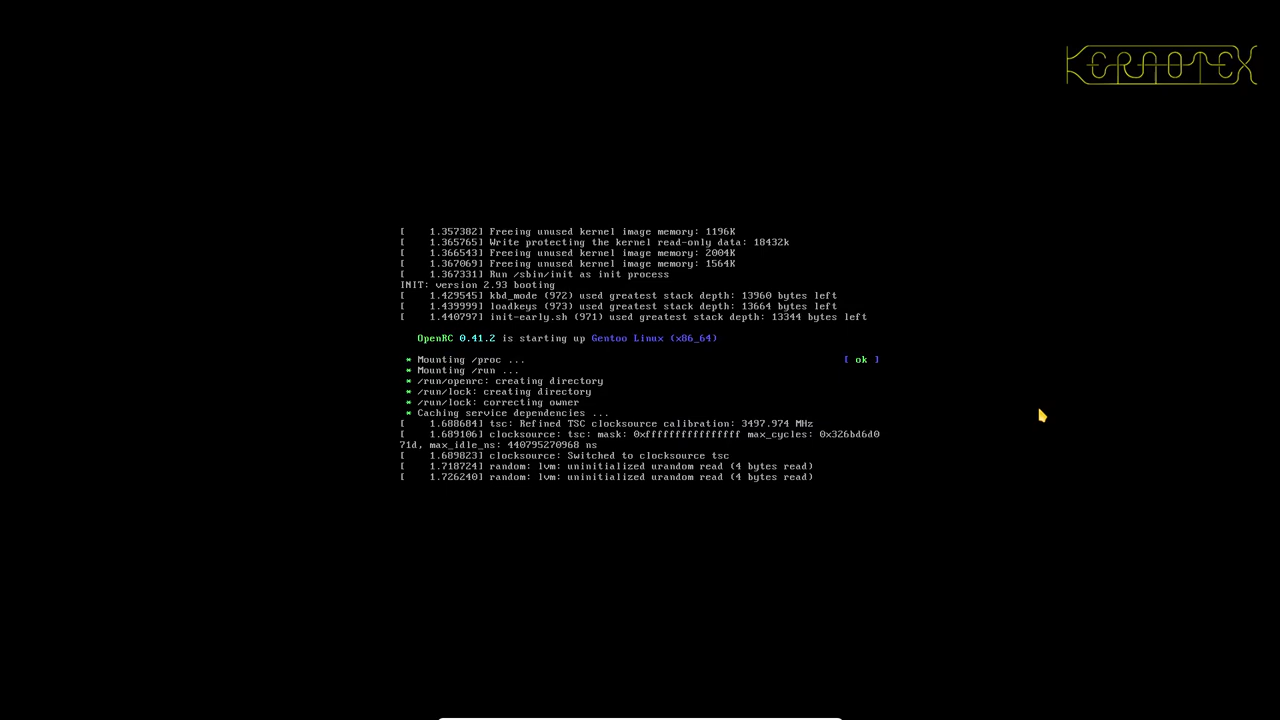 KERNOTEX
[    1.357382] Freeing unused kernel image memory: 1196K
[    1.365765] Write protecting the kernel read-only data: 18432k
[    1.366543] Freeing unused kernel image memory: 2004K
[    1.367069] Freeing unused kernel image memory: 1564K
[    1.367331] Run /sbin/init as init process
INIT: version 2.93 booting
[    1.429545] kbd_mode (972) used greatest stack depth: 13960 bytes left
[    1.439999] loadkeys (973) used greatest stack depth: 13664 bytes left
[    1.440797] init-early.sh (971) used greatest stack depth: 13344 bytes left
OpenRC 0.41.2 is starting up Gentoo Linux (x86_64)
* Mounting /proc ... [ ok ]
* Mounting /run ...
* /run/openrc: creating directory
* /run/lock: creating directory
* /run/lock: correcting owner
* Caching service dependencies ...
[    1.688684] tsc: Refined TSC clocksource calibration: 3497.974 MHz
[    1.689106] clocksource: tsc: mask: 0xffffffffffffffff max_cycles: 0x326bd6d0
71d, max_idle_ns: 440795270968 ns
[    1.689823] clocksource: Switched to clocksource tsc
[    1.718724] random: lvm: uninitialized urandom read (4 bytes read)
[    1.726240] random: lvm: uninitialized urandom read (4 bytes read)